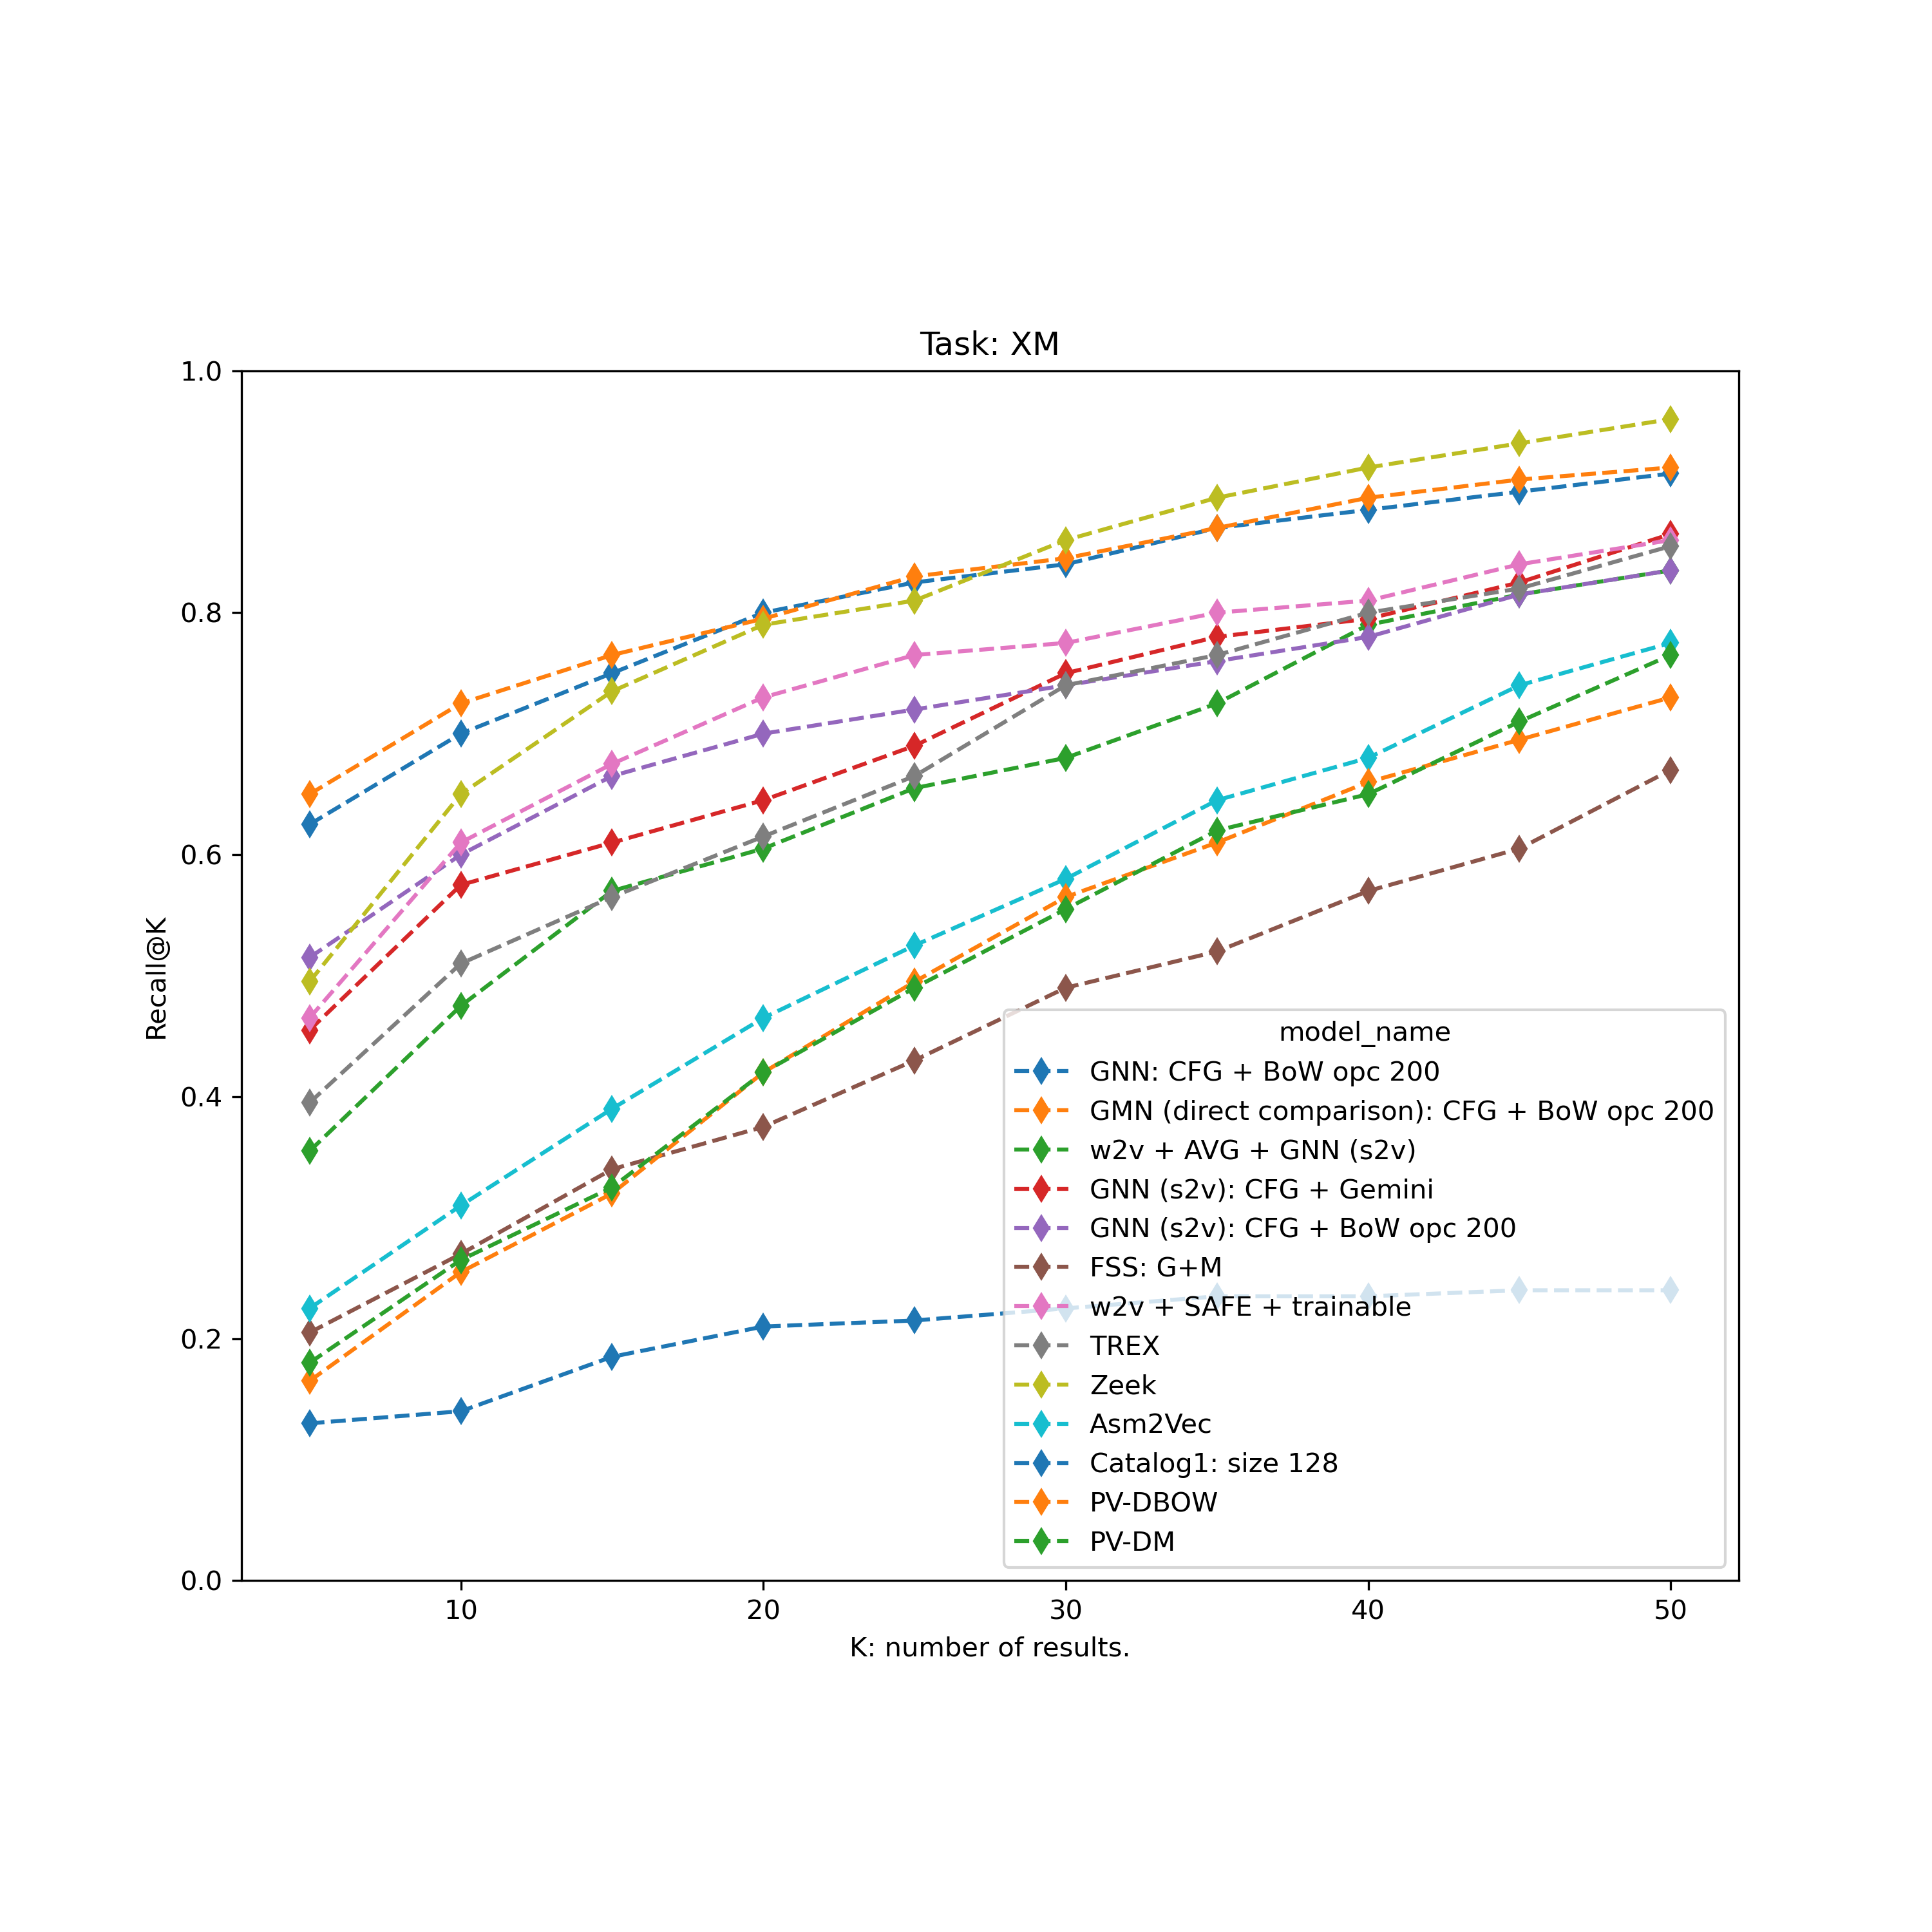 Task: XM
1.0
0.8
0.6
0.4
0.2
0.0
Recall@K
model_name
GNN: CFG + BoW opc 200
GMN (direct comparison): CFG + BoW opc 200
w2v + AVG + GNN (s2v)
GNN (s2v): CFG + Gemini
GNN (s2v): CFG + BoW opc 200
FSS: G+M
w2v + SAFE + trainable
TREX
Zeek
Asm2Vec
Catalog1: size 128
PV-DBOW
PV-DM
10 20 30 40 50
K: number of results.